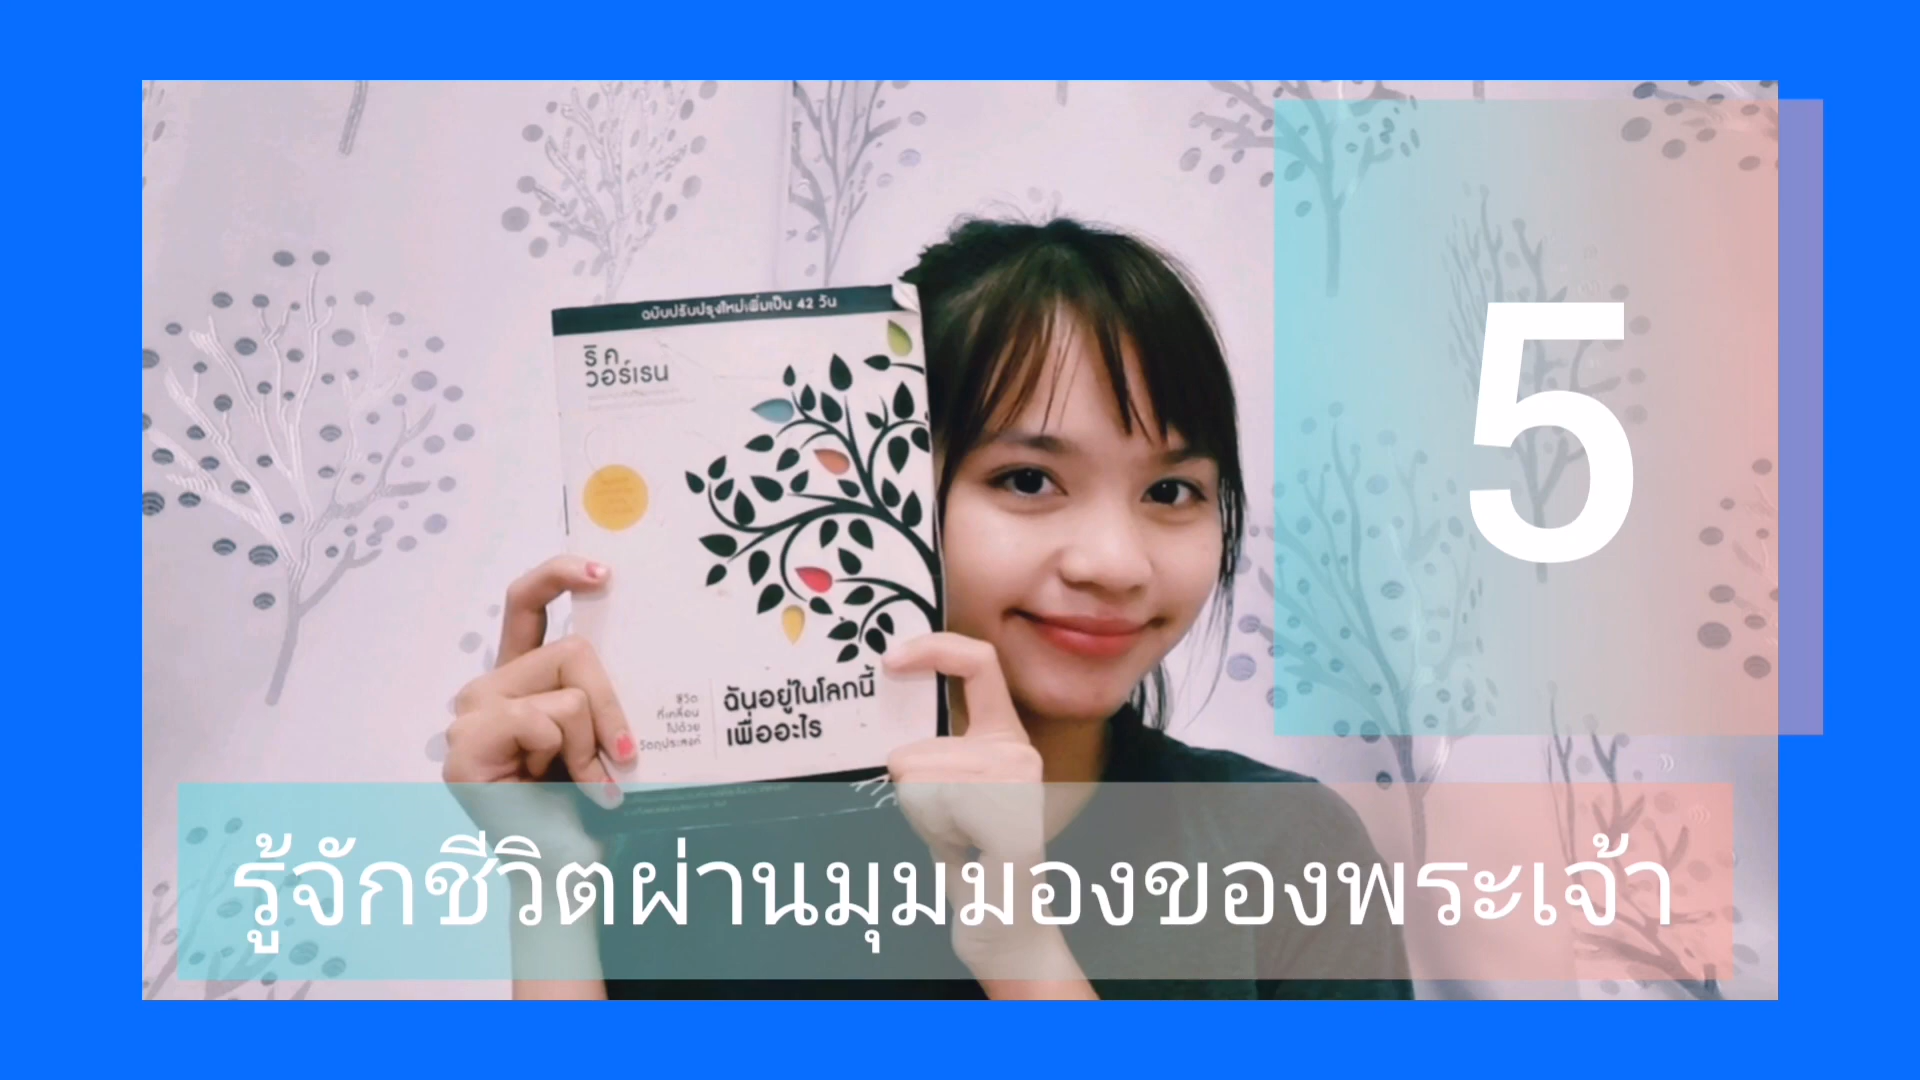 ฉบับปรับปรุงใหม่เพิ่มเป็น 42 วัน
ริค
วอร์เรน
5
ชีวิต
ที่เคลื่อน
ไปด้วย
วัตถุประสงค์
ฉันอยู่ในโลกนี้
เพื่ออะไร
รู้จักชีวิตผ่านมุมมองของพระเจ้า